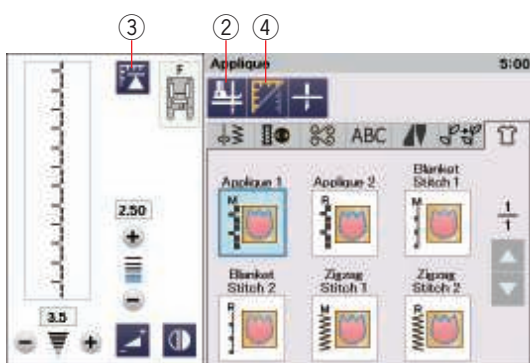 ③ ② ④
F
Applique 5:00
ABC
2.50
3.5
Applique 1 Applique 2 Blanket Stitch 1
M R M
1
1
Blanket Stitch 2 Zigzag Stitch 1 Zigzag Stitch 2
R M R